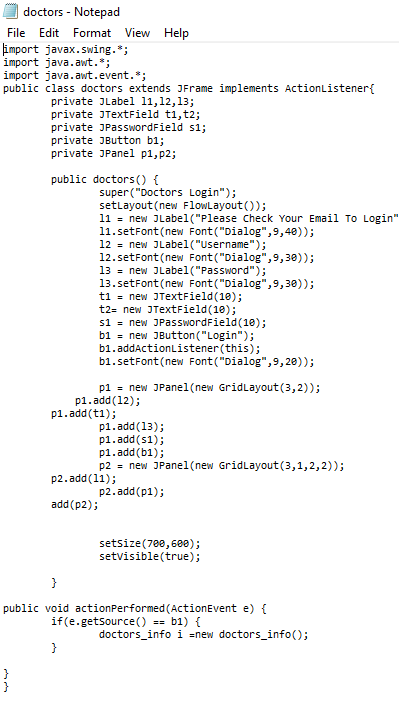 doctors - Notepad
File Edit Format View Help
import javax.swing.*;
import java.awt.*;
import java.awt.event.*;
public class doctors extends JFrame implements ActionListener{
        private JLabel l1,l2,l3;
        private JTextField t1,t2;
        private JPasswordField s1;
        private JButton b1;
        private JPanel p1,p2;

        public doctors() {
                super("Doctors Login");
                setLayout(new FlowLayout());
                l1 = new JLabel("Please Check Your Email To Login"
                l1.setFont(new Font("Dialog",9,40));
                l2 = new JLabel("Username");
                l2.setFont(new Font("Dialog",9,30));
                l3 = new JLabel("Password");
                l3.setFont(new Font("Dialog",9,30));
                t1 = new JTextField(10);
                t2= new JTextField(10);
                s1 = new JPasswordField(10);
                b1 = new JButton("Login");
                b1.addActionListener(this);
                b1.setFont(new Font("Dialog",9,20));

                p1 = new JPanel(new GridLayout(3,2));
            p1.add(l2);
        p1.add(t1);
                p1.add(l3);
                p1.add(s1);
                p1.add(b1);
                p2 = new JPanel(new GridLayout(3,1,2,2));
        p2.add(l1);
                p2.add(p1);
        add(p2);


                setSize(700,600);
                setVisible(true);

        }

public void actionPerformed(ActionEvent e) {
        if(e.getSource() == b1) {
                doctors_info i =new doctors_info();
        }

}
}